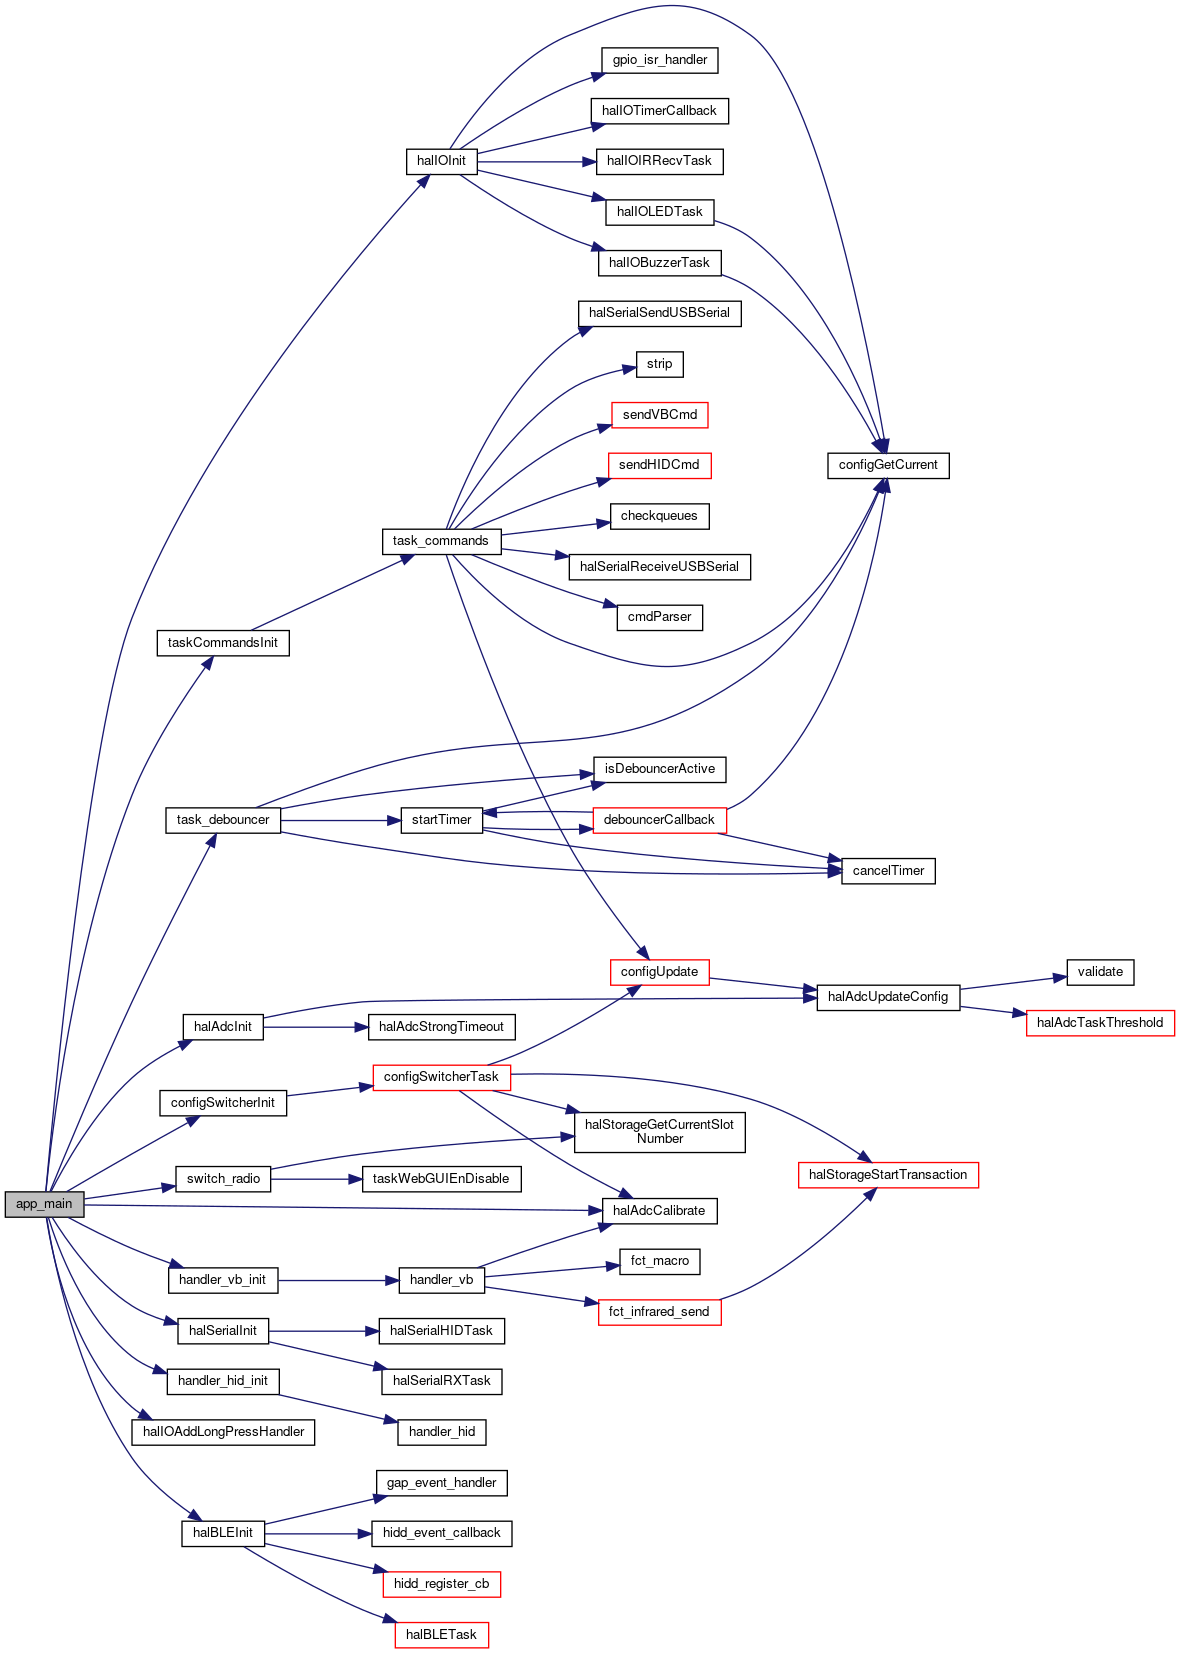 gpio_isr_handler
halIOTimerCallback
halIOInit
halIOIRRecvTask
halIOLEDTask
halIOBuzzerTask
halSerialSendUSBSerial
strip
sendVBCmd
sendHIDCmd
configGetCurrent
checkqueues
task_commands
halSerialReceiveUSBSerial
cmdParser
taskCommandsInit
isDebouncerActive
task_debouncer
startTimer
debouncerCallback
cancelTimer
configUpdate
validate
halAdcUpdateConfig
halAdcInit
halAdcStrongTimeout
halAdcTaskThreshold
configSwitcherTask
configSwitcherInit
halStorageGetCurrentSlot
Number
switch_radio
taskWebGUIEnDisable
halStorageStartTransaction
app_main
halAdcCalibrate
fct_macro
handler_vb_init
handler_vb
fct_infrared_send
halSerialInit
halSerialHIDTask
handler_hid_init
halSerialRXTask
halIOAddLongPressHandler
handler_hid
gap_event_handler
halBLEInit
hidd_event_callback
hidd_register_cb
halBLETask